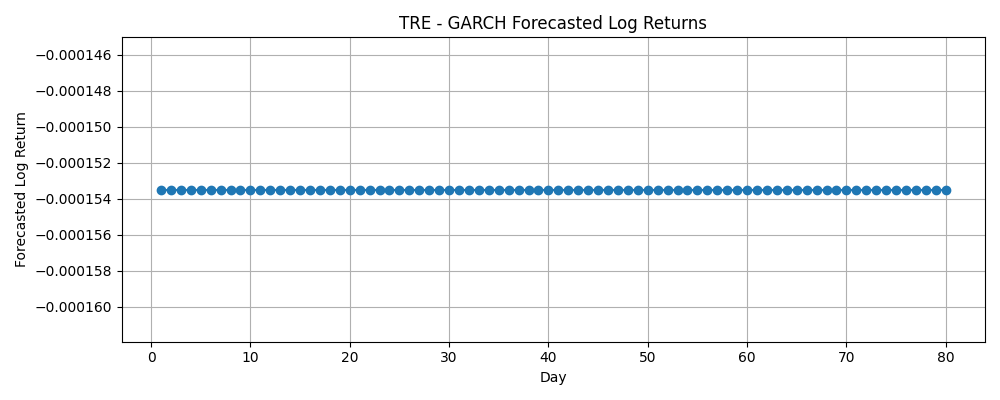 TRE - GARCH Forecasted Log Returns
−0.000146
−0.000148
−0.000150
−0.000152
−0.000154
−0.000156
−0.000158
−0.000160
Forecasted Log Return
0 10 20 30 40 50 60 70 80
Day